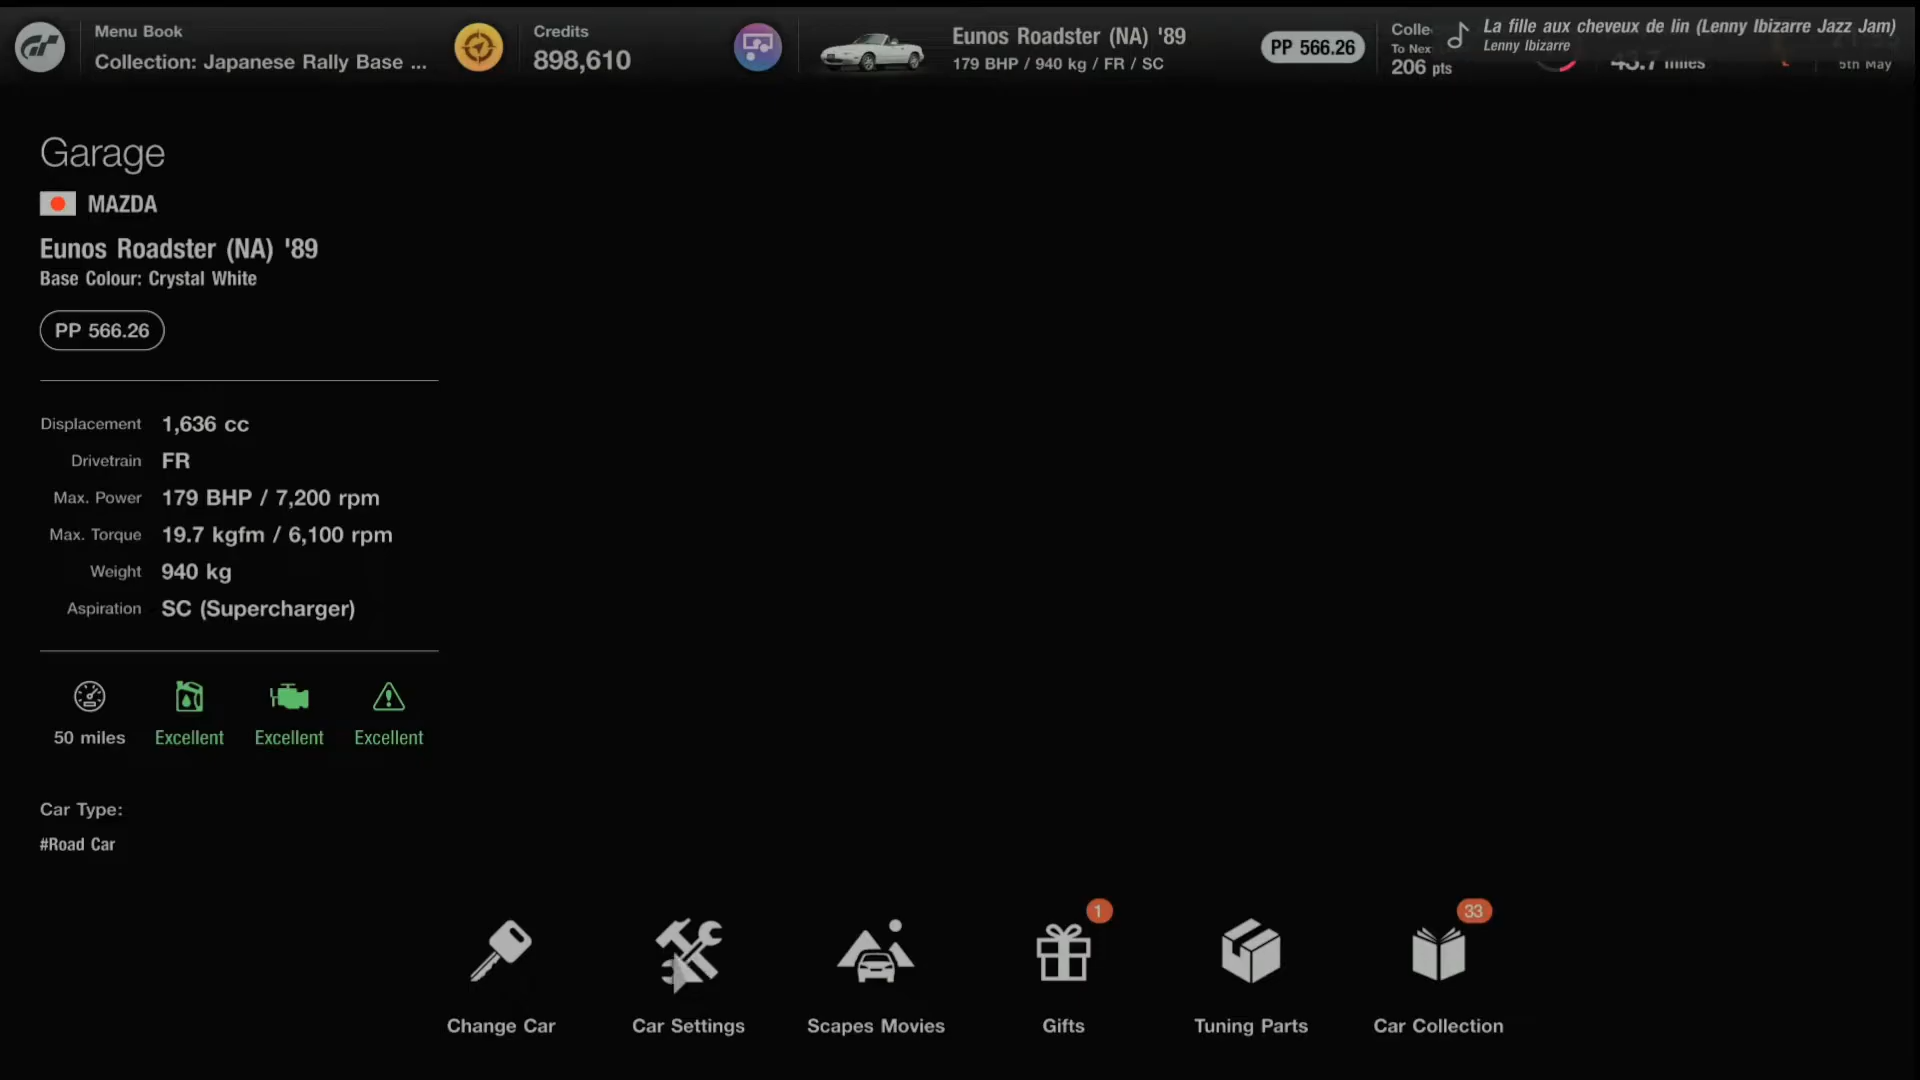 Menu Book
Collection: Japanese Rally Base ...
Credits
898,610
Eunos Roadster (NA) '89
179 BHP / 940 kg / FR / SC
PP 566.26
Colle
To Nex
206 pts
La fille aux cheveux de lin (Lenny Ibizarre Jazz Jam)
Lenny Ibizarre
43.7 miles
5th May
Garage
MAZDA
Eunos Roadster (NA) '89
Base Colour: Crystal White
PP 566.26
Displacement 1,636 cc
Drivetrain FR
Max. Power 179 BHP / 7,200 rpm
Max. Torque 19.7 kgfm / 6,100 rpm
Weight 940 kg
Aspiration SC (Supercharger)
50 miles Excellent Excellent Excellent
Car Type:
#Road Car
1
33
Change Car Car Settings Scapes Movies Gifts Tuning Parts Car Collection